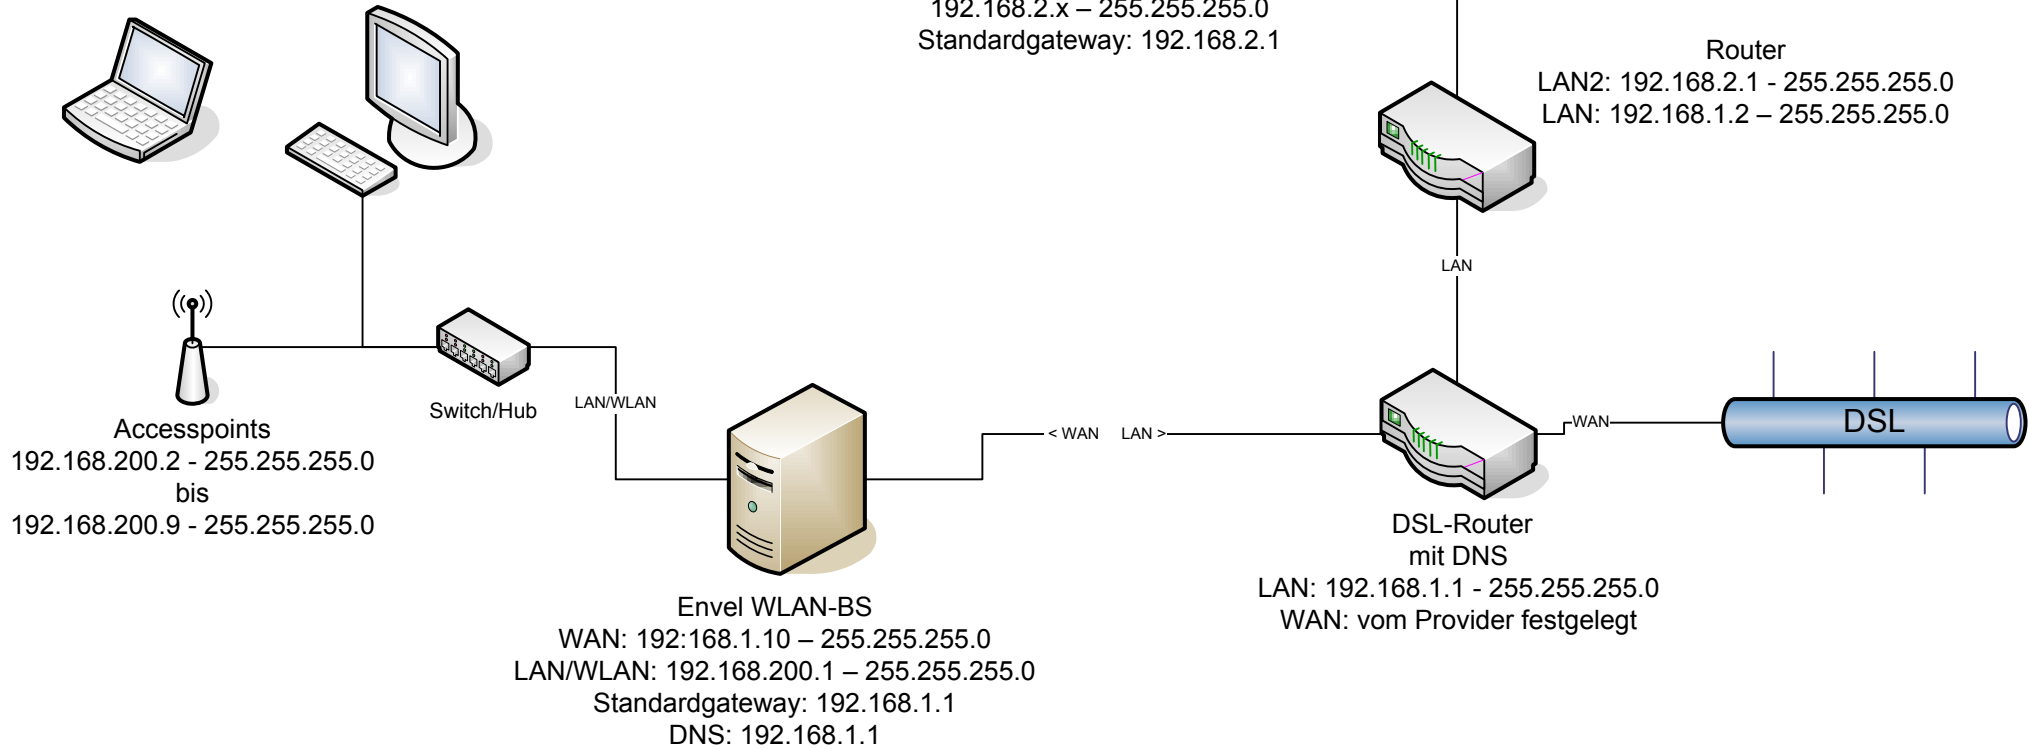 192.168.2.x – 255.255.255.0
Standardgateway: 192.168.2.1
Router
LAN2: 192.168.2.1 - 255.255.255.0
LAN: 192.168.1.2 – 255.255.255.0
LAN
Switch/Hub
LAN/WLAN
Accesspoints
192.168.200.2 - 255.255.255.0
bis
192.168.200.9 - 255.255.255.0
< WAN
LAN >
WAN
DSL
DSL-Router
mit DNS
LAN: 192.168.1.1 - 255.255.255.0
WAN: vom Provider festgelegt
Envel WLAN-BS
WAN: 192:168.1.10 – 255.255.255.0
LAN/WLAN: 192.168.200.1 – 255.255.255.0
Standardgateway: 192.168.1.1
DNS: 192.168.1.1